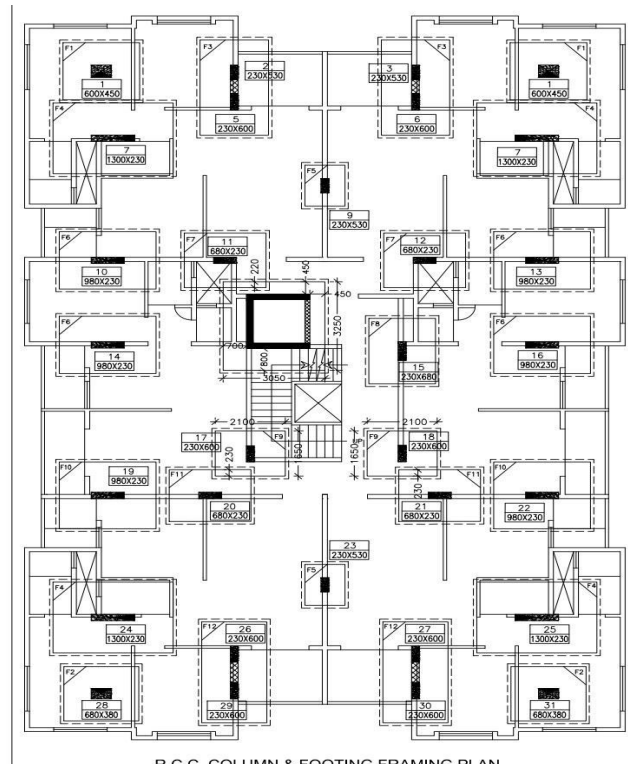 F1
F3
F3
F1
2
230X530
3
230X530
1
600X450
1
600X450
F4
F4
5
230X600
6
230X600
7
1300X230
7
1300X230
F5
9
230X530
F6
F7
F7
F6
11
680X230
12
680X230
10
980X230
13
980X230
220
450
450
3250
F6
F8
F6
700
800
3050
14
980X230
15
230X680
16
980X230
2100
2100
17
230X600
F9
F9
18
230X600
1650
1650
230
230
F10
F11
F11
F10
19
980X230
20
680X230
21
680X230
22
980X230
23
230X530
F5
F4
F4
24
1300X230
F12
26
230X600
F12
27
230X600
25
1300X230
F2
F2
28
680X380
29
230X600
30
230X600
31
680X380
R.C.C. COLUMN & FOOTING FRAMING PLAN